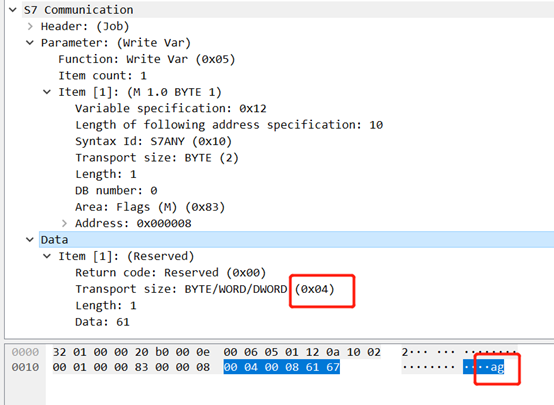 S7 Communication
Header: (Job)
Parameter: (Write Var)
Function: Write Var (0x05)
Item count: 1
Item [1]: (M 1.0 BYTE 1)
Variable specification: 0x12
Length of following address specification: 10
Syntax Id: S7ANY (0x10)
Transport size: BYTE (2)
Length: 1
DB number: 0
Area: Flags (M) (0x83)
Address: 0x000008
Data
Item [1]: (Reserved)
Return code: Reserved (0x00)
Transport size: BYTE/WORD/DWORD (0x04)
Length: 1
Data: 61
0000 32 01 00 00 20 b0 00 0e 00 06 05 01 12 0a 10 02 2··· ··· ········
0010 00 01 00 00 83 00 00 08 00 04 00 08 61 67 ········ ····ag